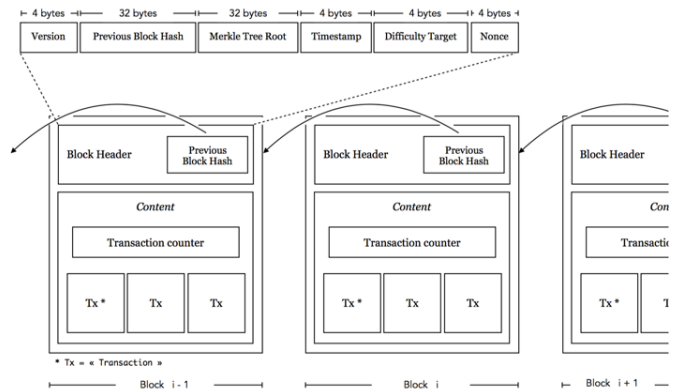 4 bytes 32 bytes 32 bytes 4 bytes 4 bytes 4 bytes
Version Previous Block Hash Merkle Tree Root Timestamp Difficulty Target Nonce
Block Header
Previous
Block Hash
Content
Transaction counter
Tx * Tx Tx
* Tx = « Transaction »
Block i - 1
Block Header
Previous
Block Hash
Content
Transaction counter
Tx * Tx Tx
Block i
Block Header
Con
Transactio
Tx *
Block i + 1